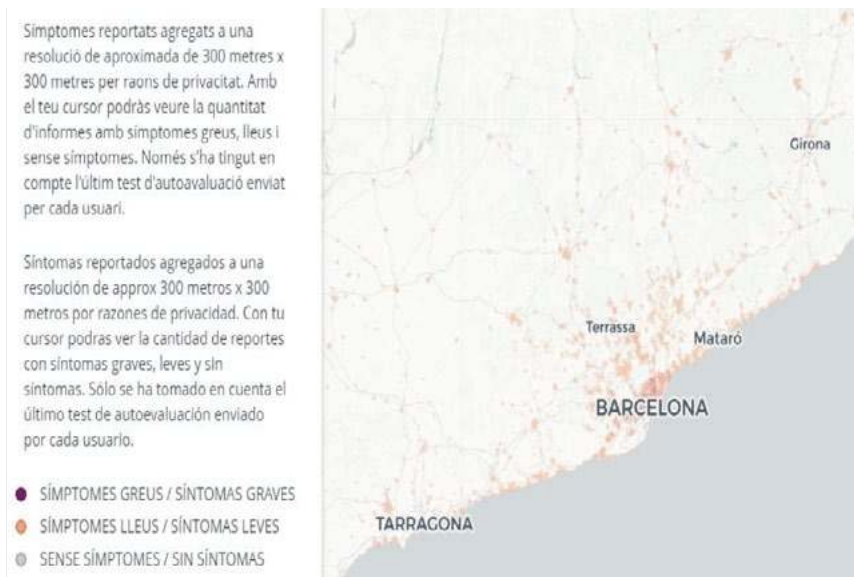 Símptomes reportats agregats a una
resolució de aproximada de 300 metres x
300 metres per raons de privacitat. Amb
el teu cursor podràs veure la quantitat
d'informes amb símptomes greus, lleus i
sense símptomes. Només s'ha tingut en
compte l'últim test d'autoavaluació enviat
per cada usuari.
Síntomas reportados agregados a una
resolución de approx 300 metros x 300
metros por razones de privacidad. Con tu
cursor podras ver la cantidad de reportes
con síntomas graves, leves y sin
síntomas. Sólo se ha tomado en cuenta el
último test de autoevaluación enviado
por cada usuario.
SÍMPTOMES GREUS / SÍNTOMAS GRAVES
SÍMPTOMES LLEUS / SÍNTOMAS LEVES
SENSE SÍMPTOMES / SIN SÍNTOMAS
Girona
Terrassa
Mataró
BARCELONA
TARRAGONA